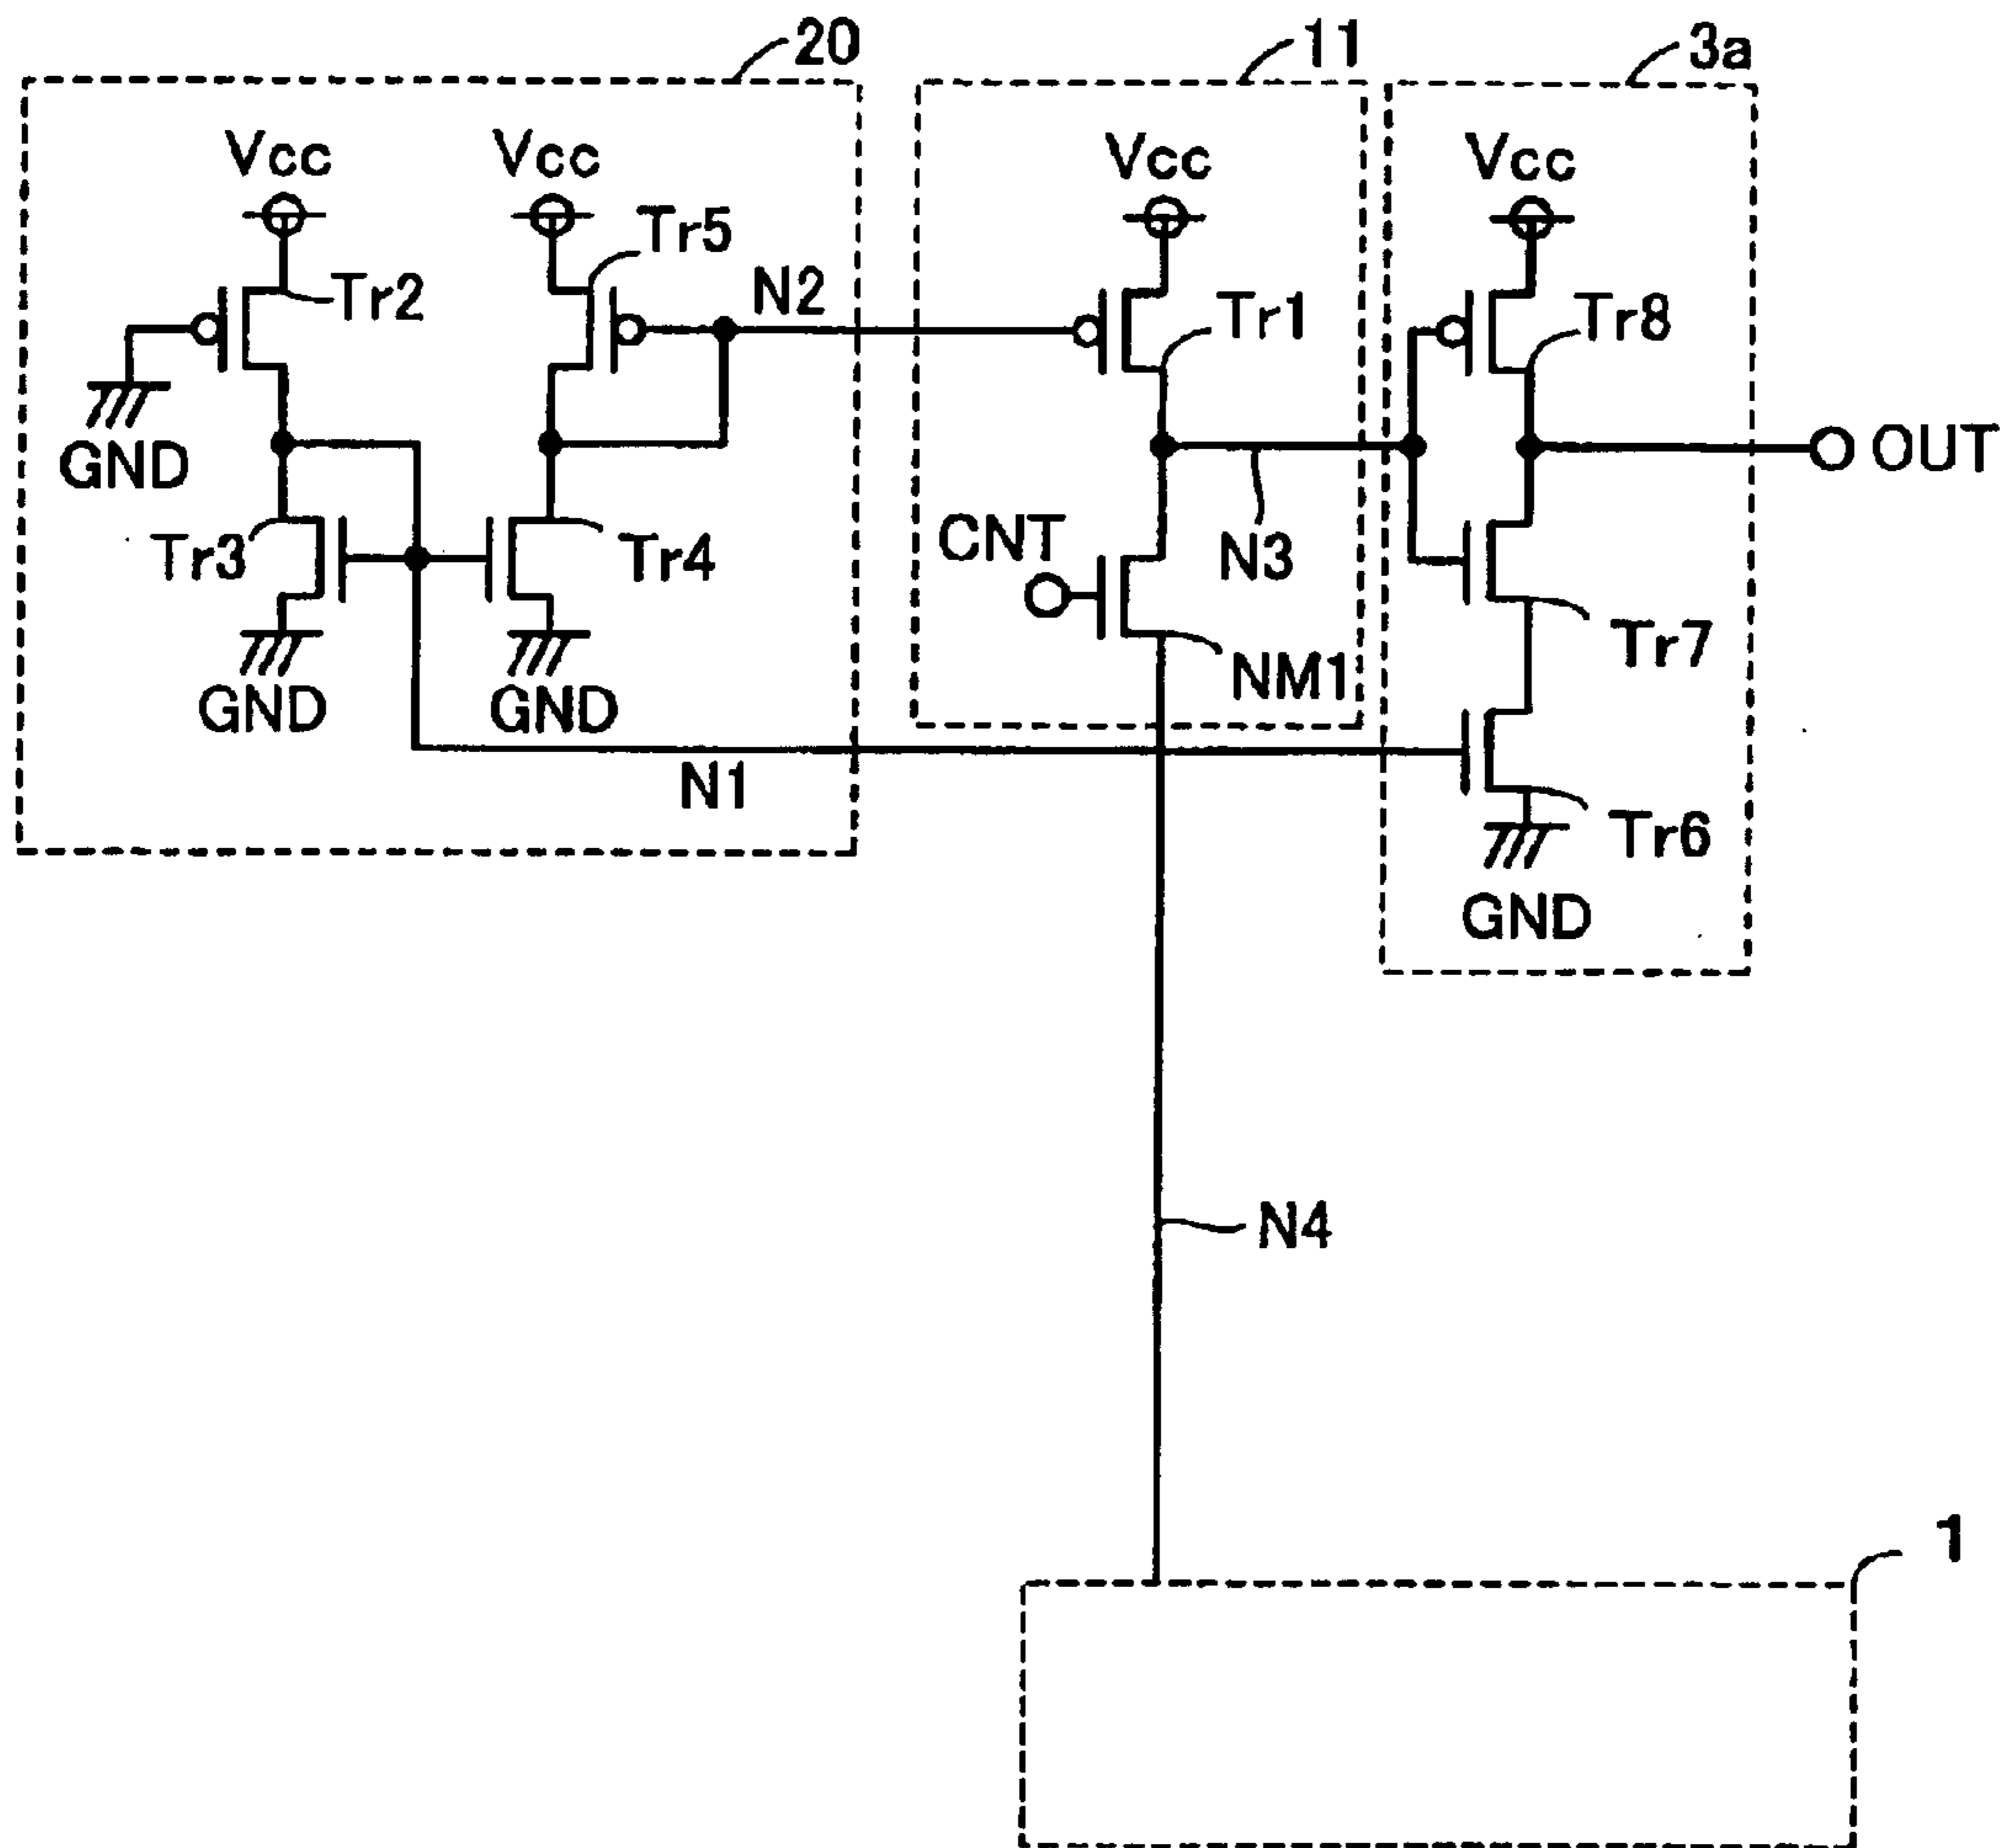 20
11
3a
Vcc
Vcc
Vcc
Vcc
Tr5
Tr2
N2
Tr1
Tr8
GND
OUT
Tr3
Tr4
CNT
N3
GND
GND
NM1
Tr7
N1
Tr6
GND
N4
1